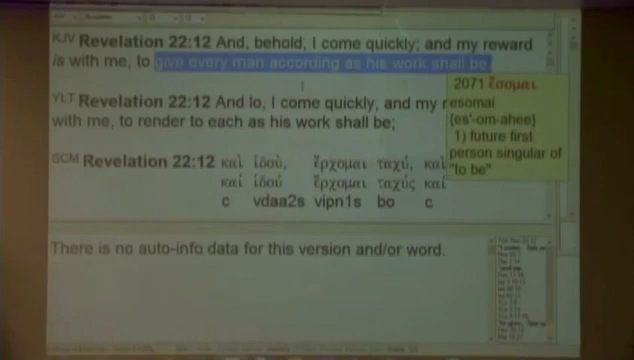 KJV Revelation 22:12 And, behold, I come quickly; and my reward
is with me, to give every man according as his work shall be.
YLT Revelation 22:12 And lo, I come quickly, and my r
with me, to render to each as his work shall be;
2071 ἔσομαι
esomai
{es'-om-ahee}
1) future first
person singular of
"to be"
SCM Revelation 22:12 καὶ ἰδού, ἔρχομαι ταχύ, καὶ
καί ἰδού ἔρχομαι ταχύς καί
c vdaa2s vipn1s bo c
There is no auto-info data for this version and/or word.